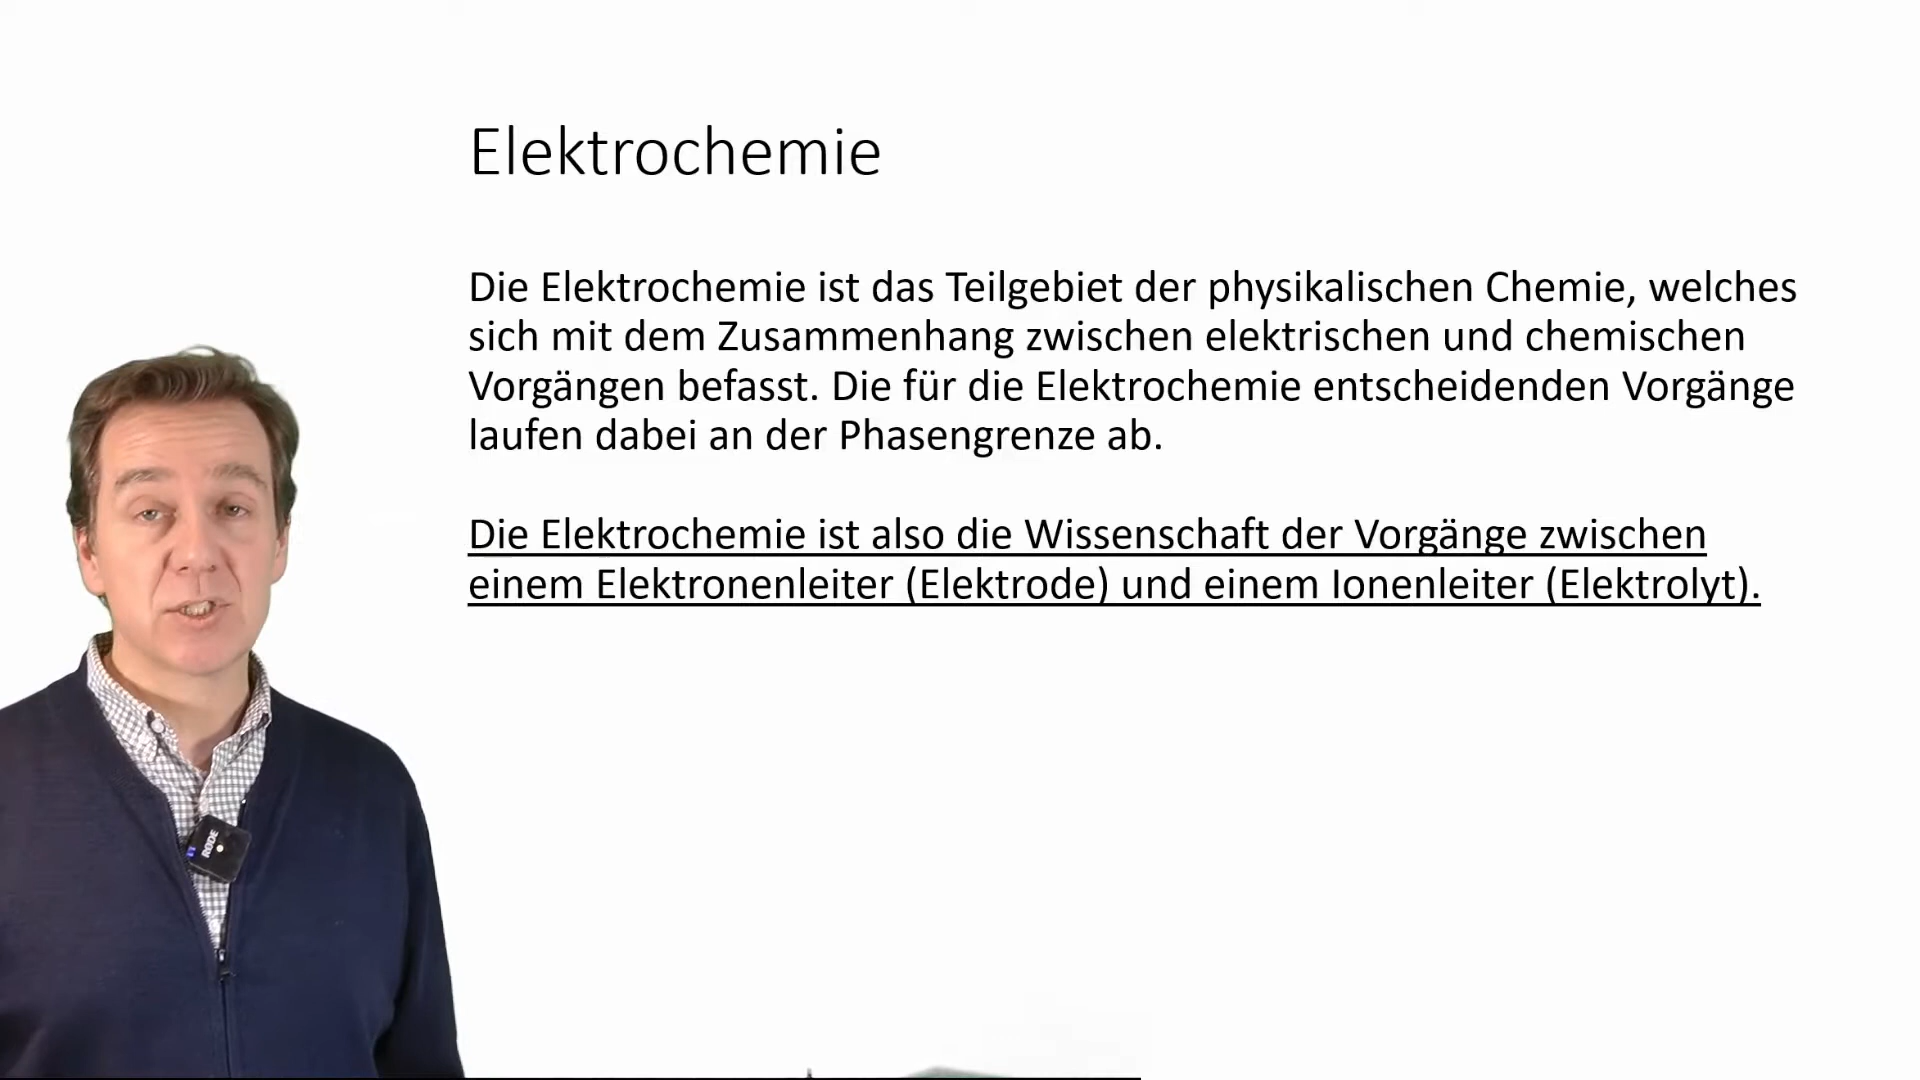 Elektrochemie
Die Elektrochemie ist das Teilgebiet der physikalischen Chemie, welches
sich mit dem Zusammenhang zwischen elektrischen und chemischen
Vorgängen befasst. Die für die Elektrochemie entscheidenden Vorgänge
laufen dabei an der Phasengrenze ab.
Die Elektrochemie ist also die Wissenschaft der Vorgänge zwischen
einem Elektronenleiter (Elektrode) und einem Ionenleiter (Elektrolyt).
RØDE